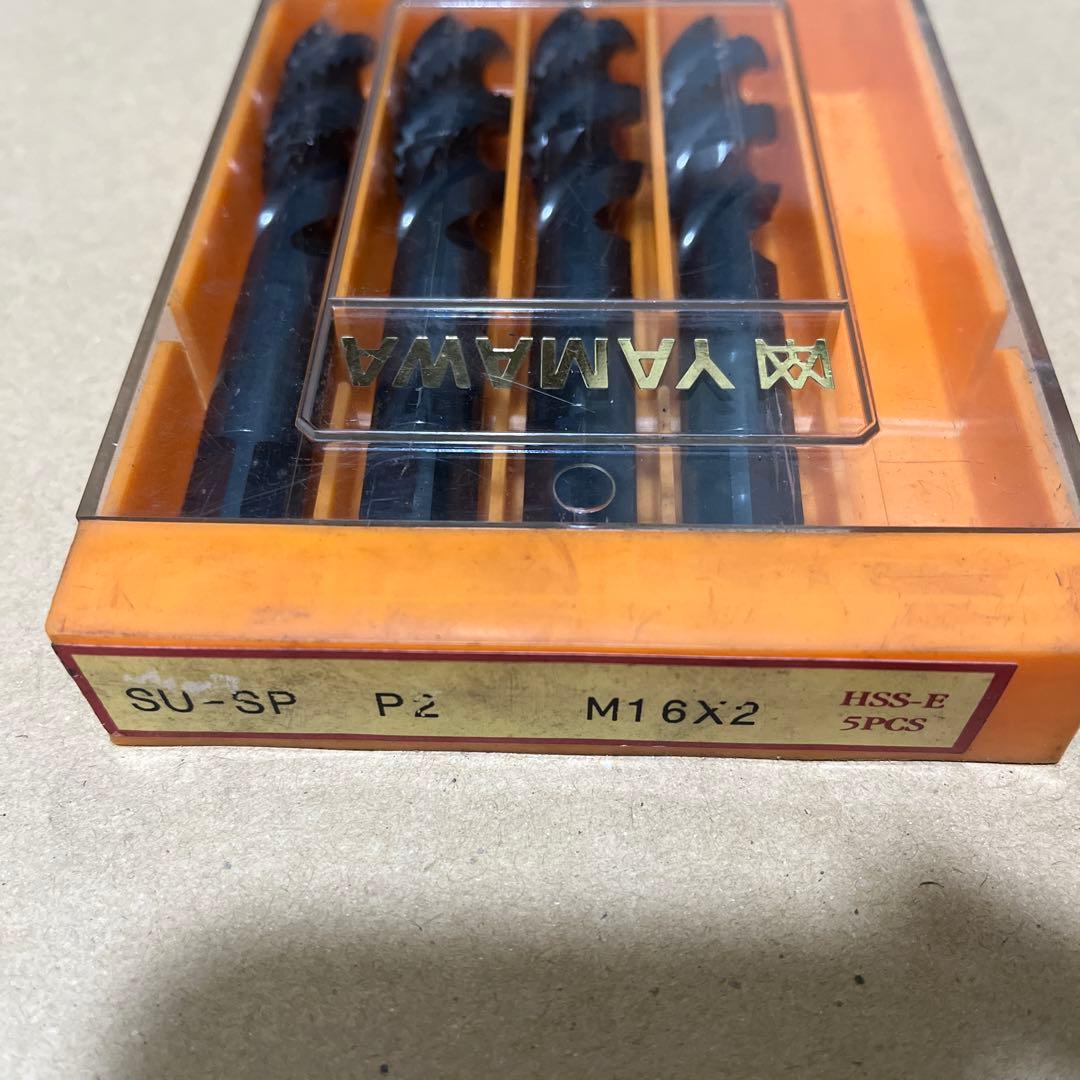 YAMAWA
SU-SP P2 M16X2 HSS-E
5PCS